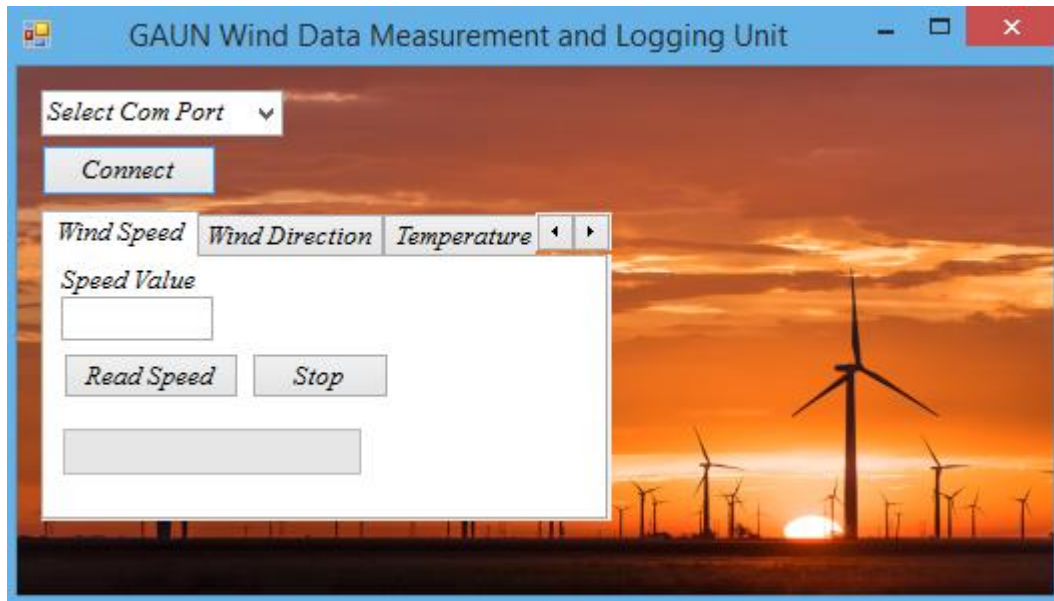 GAUN Wind Data Measurement and Logging Unit
Select Com Port
Connect
Wind Speed Wind Direction Temperature
Speed Value
Read Speed Stop